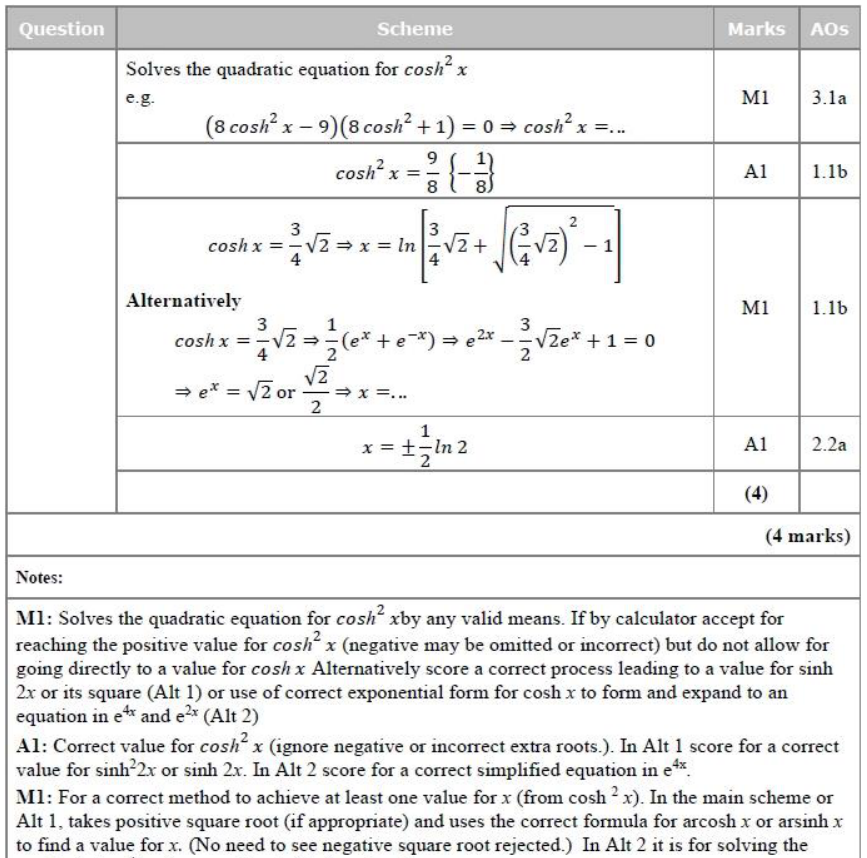 Question Scheme Marks AOs
Solves the quadratic equation for cosh² x
e.g.
(8 cosh² x − 9)(8 cosh² + 1) = 0 ⇒ cosh² x =... M1 3.1a
cosh² x = 9/8 {−1/8} A1 1.1b
cosh x = 3/4 √2 ⇒ x = ln [3/4 √2 + √((3/4 √2)² − 1)]
Alternatively M1 1.1b
cosh x = 3/4 √2 ⇒ 1/2 (eˣ + e⁻ˣ) ⇒ e²ˣ − 3/2 √2eˣ + 1 = 0
⇒ eˣ = √2 or √2/2 ⇒ x =...
x = ± 1/2 ln 2 A1 2.2a
(4)
(4 marks)
Notes:
M1: Solves the quadratic equation for cosh² xby any valid means. If by calculator accept for
reaching the positive value for cosh² x (negative may be omitted or incorrect) but do not allow for
going directly to a value for cosh x Alternatively score a correct process leading to a value for sinh
2x or its square (Alt 1) or use of correct exponential form for cosh x to form and expand to an
equation in e⁴ˣ and e²ˣ (Alt 2)
A1: Correct value for cosh² x (ignore negative or incorrect extra roots.). In Alt 1 score for a correct
value for sinh²2x or sinh 2x. In Alt 2 score for a correct simplified equation in e⁴ˣ.
M1: For a correct method to achieve at least one value for x (from cosh ² x). In the main scheme or
Alt 1, takes positive square root (if appropriate) and uses the correct formula for arcosh x or arsinh x
to find a value for x. (No need to see negative square root rejected.) In Alt 2 it is for solving the